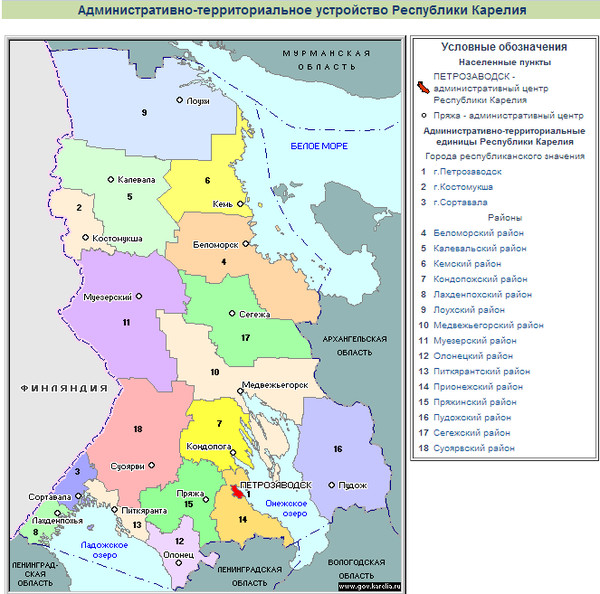 Административно-территориальное устройство Республики Карелия
МУРМАНСКАЯ
ОБЛАСТЬ
9
Лоухи
БЕЛОЕ МОРЕ
Калевала
5
6
Кемь
2
Костомукша
Беломорск
4
Муезерский
11
Сегежа
17
АРХАНГЕЛЬСКАЯ
ОБЛАСТЬ
10
Медвежьегорск
ФИНЛЯНДИЯ
18
7
Кондопога
16
Суоярви
3
ПЕТРОЗАВОДСК
1
Пудож
Сортавала
Пряжа
15
Питкяранта
Онежское
озеро
Лахденпохья
13
14
8
12
Ладожское
озеро
Олонец
ЛЕНИНГРАД-
СКАЯ
ОБЛАСТЬ
ЛЕНИНГРАДСКАЯ
ОБЛАСТЬ
ВОЛОГОДСКАЯ
ОБЛАСТЬ
www.gov.karelia.ru
Условные обозначения
Населенные пункты
ПЕТРОЗАВОДСК -
административный центр
Республики Карелия
Пряжа - административный центр
Административно-территориальные
единицы Республики Карелия
Города республиканского значения
1 г.Петрозаводск
2 г.Костомукша
3 г.Сортавала
Районы
4 Беломорский район
5 Калевальский район
6 Кемский район
7 Кондопожский район
8 Лахденпохский район
9 Лоухский район
10 Медвежьегорский район
11 Муезерский район
12 Олонецкий район
13 Питкярантский район
14 Прионежский район
15 Пряжинский район
16 Пудожский район
17 Сегежский район
18 Суоярвский район